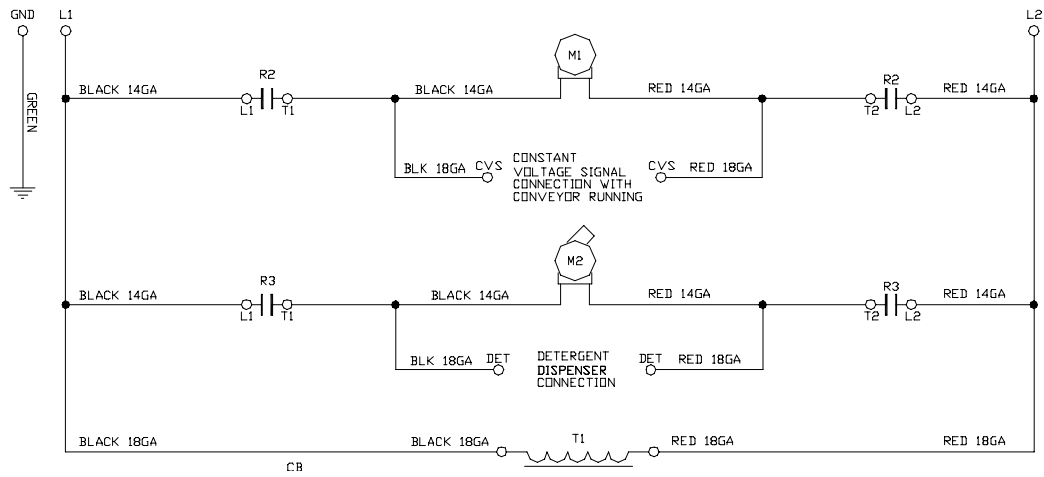 GND L1 L2
GREEN
BLACK 14GA R2 BLACK 14GA M1 RED 14GA R2 RED 14GA
L1 T1 T2 L2
BLK 18GA CVS CONSTANT CVS RED 18GA
VOLTAGE SIGNAL
CONNECTION WITH
CONVEYOR RUNNING
BLACK 14GA R3 BLACK 14GA M2 RED 14GA R3 RED 14GA
L1 T1 T2 L2
BLK 18GA DET DETERGENT DET RED 18GA
DISPENSER
CONNECTION
BLACK 18GA BLACK 18GA T1 RED 18GA RED 18GA
CB